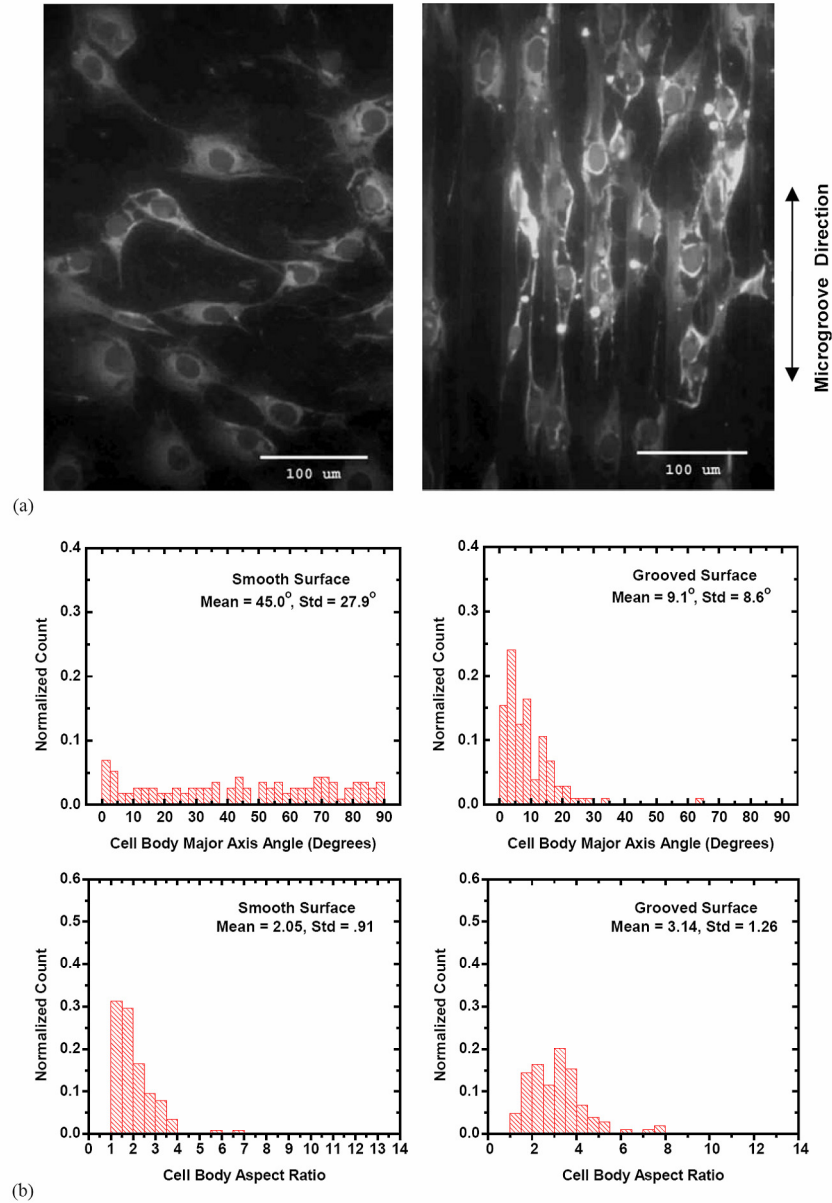 100 um
100 um
Microgroove Direction
(a)
Smooth Surface
Mean = 45.0°, Std = 27.9°
Normalized Count
0.4
0.3
0.2
0.1
0.0
0 10 20 30 40 50 60 70 80 90
Cell Body Major Axis Angle (Degrees)
Grooved Surface
Mean = 9.1°, Std = 8.6°
Normalized Count
0.4
0.3
0.2
0.1
0.0
0 10 20 30 40 50 60 70 80 90
Cell Body Major Axis Angle (Degrees)
Smooth Surface
Mean = 2.05, Std = .91
Normalized Count
0.6
0.5
0.4
0.3
0.2
0.1
0.0
0 1 2 3 4 5 6 7 8 9 10 11 12 13 14
Cell Body Aspect Ratio
Grooved Surface
Mean = 3.14, Std = 1.26
Normalized Count
0.6
0.5
0.4
0.3
0.2
0.1
0.0
0 2 4 6 8 10 12 14
Cell Body Aspect Ratio
(b)